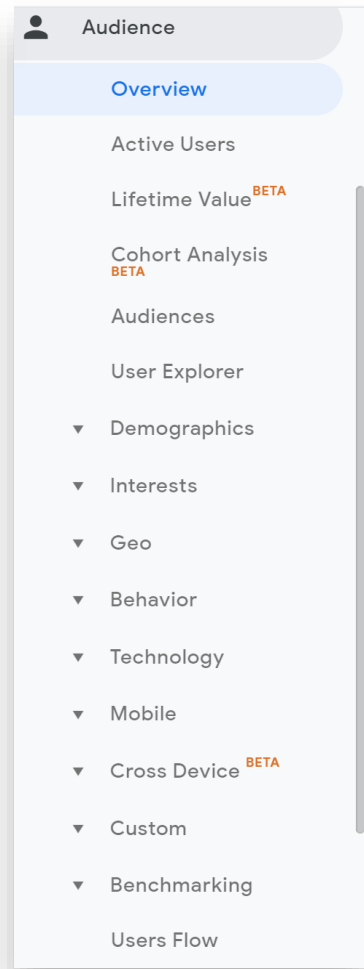 Audience
Overview
Active Users
Lifetime Value BETA
Cohort Analysis
BETA
Audiences
User Explorer
Demographics
Interests
Geo
Behavior
Technology
Mobile
Cross Device BETA
Custom
Benchmarking
Users Flow